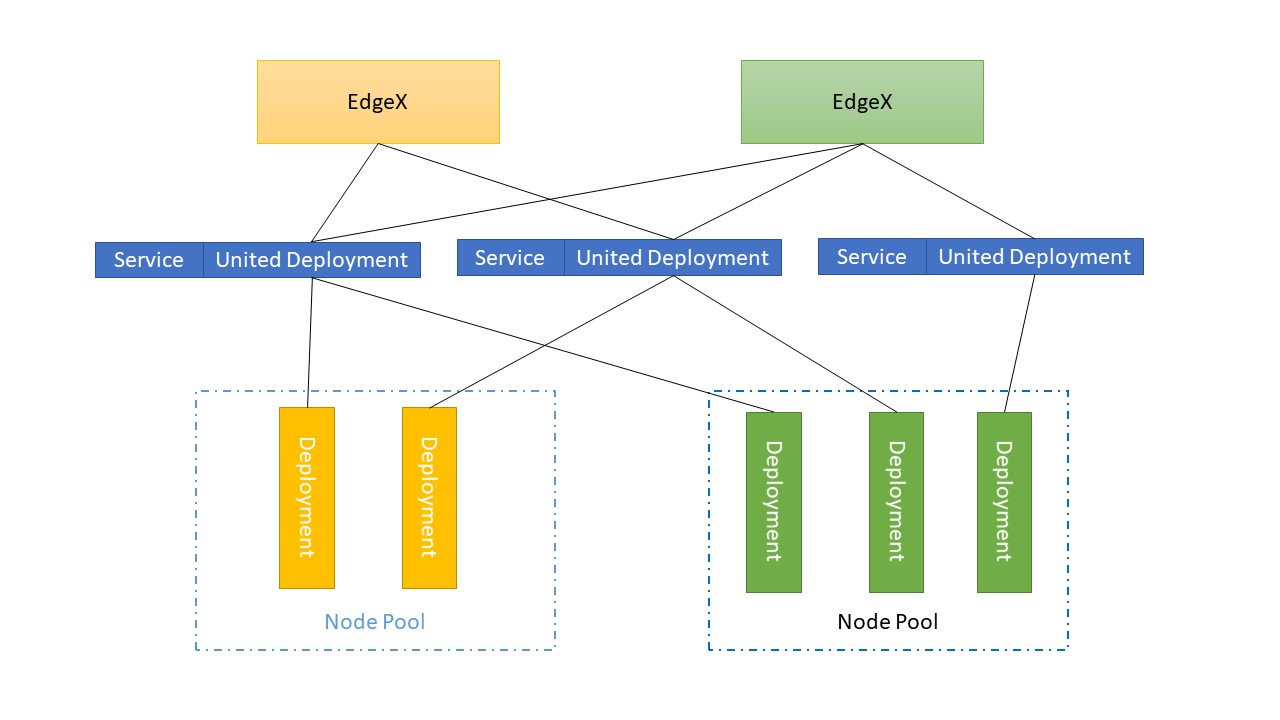 EdgeX
EdgeX
Service
United Deployment
Service
United Deployment
Service
United Deployment
Deployment
Deployment
Deployment
Deployment
Deployment
Node Pool
Node Pool